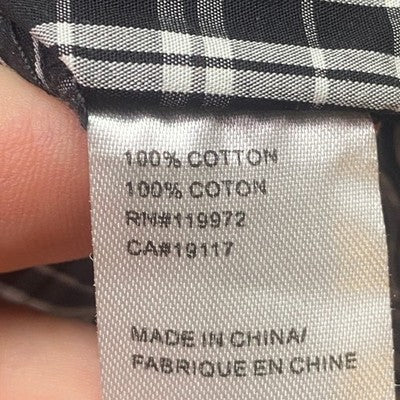 100% COTTON
100% COTON
RN#119972
CA#19117
MADE IN CHINA/
FABRIQUE EN CHINE